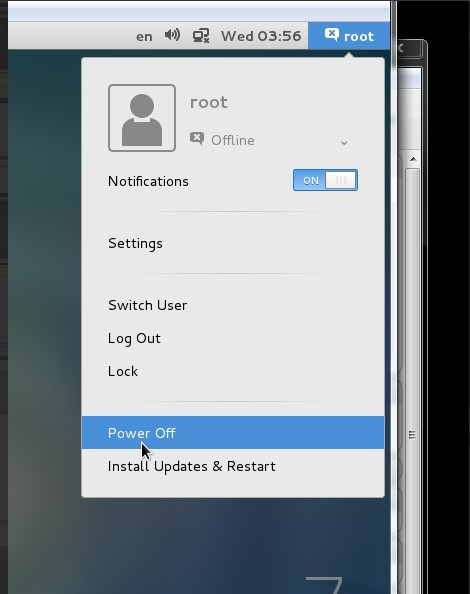 en Wed 03:56 root
root
Offline
Notifications ON
Settings
Switch User
Log Out
Lock
Power Off
Install Updates & Restart
7